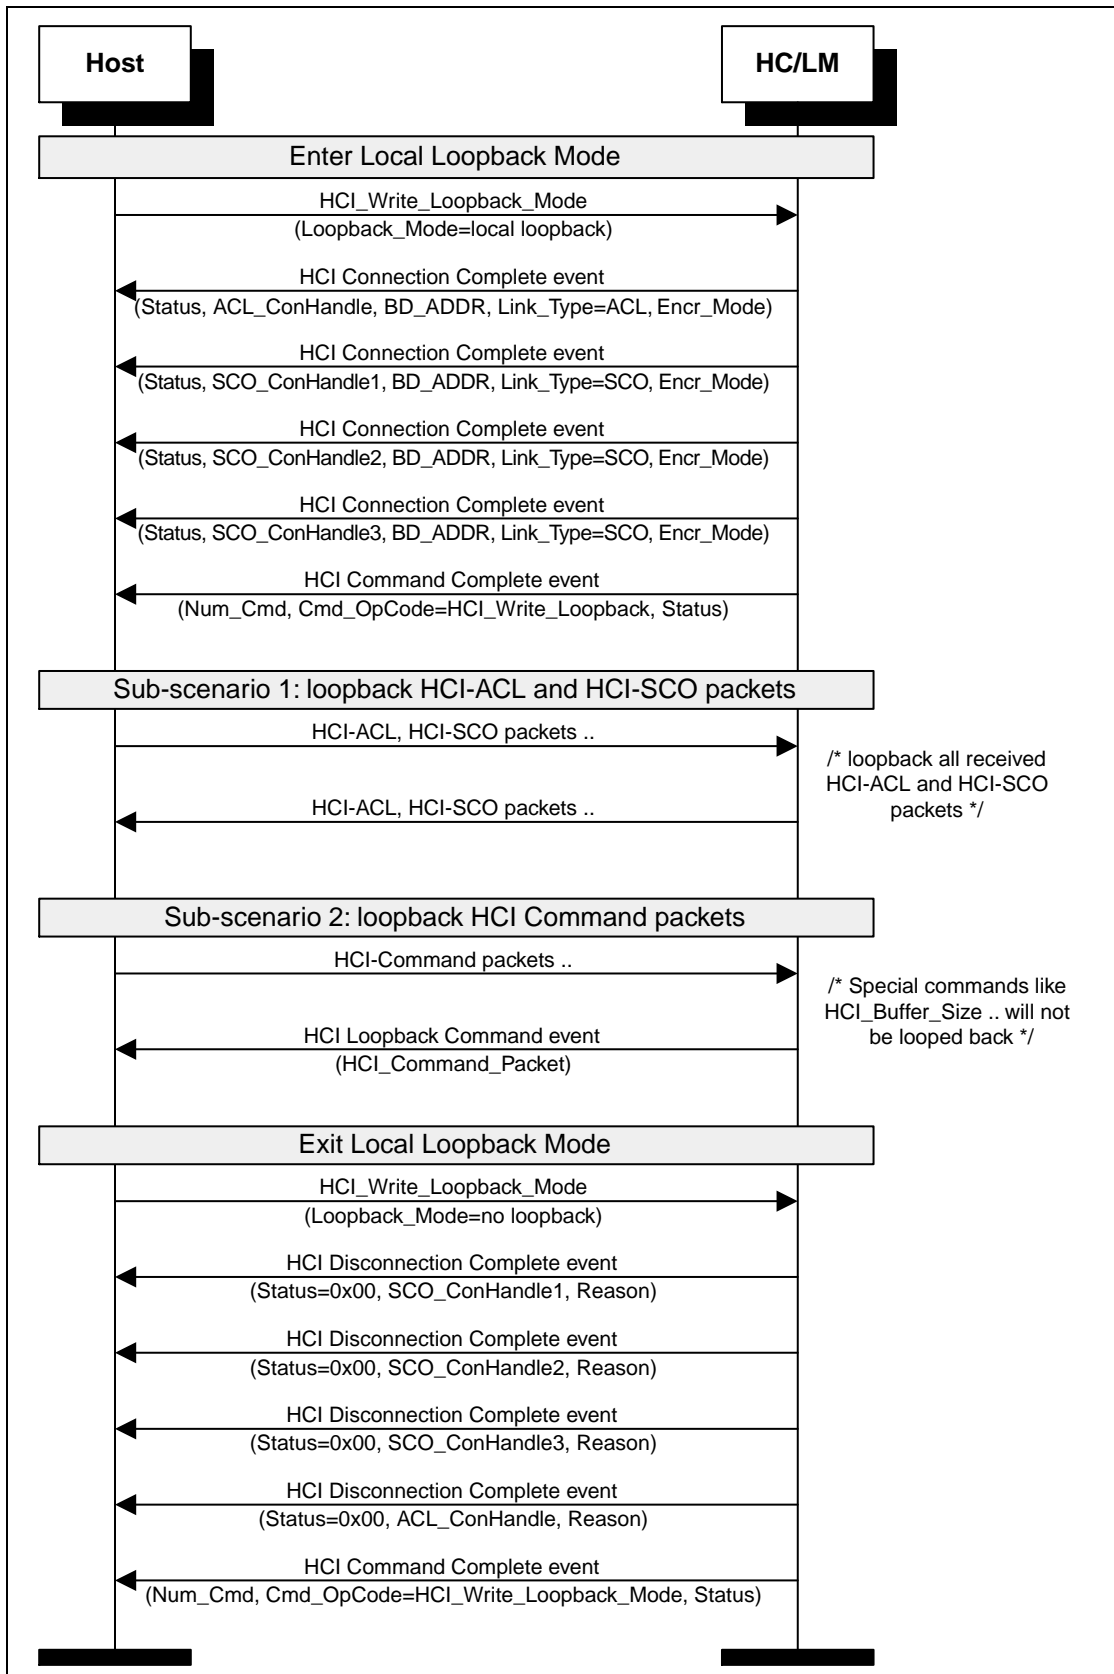 Host
HC/LM
Enter Local Loopback Mode
HCI_Write_Loopback_Mode
(Loopback_Mode=local loopback)
HCI Connection Complete event
(Status, ACL_ConHandle, BD_ADDR, Link_Type=ACL, Encr_Mode)
HCI Connection Complete event
(Status, SCO_ConHandle1, BD_ADDR, Link_Type=SCO, Encr_Mode)
HCI Connection Complete event
(Status, SCO_ConHandle2, BD_ADDR, Link_Type=SCO, Encr_Mode)
HCI Connection Complete event
(Status, SCO_ConHandle3, BD_ADDR, Link_Type=SCO, Encr_Mode)
HCI Command Complete event
(Num_Cmd, Cmd_OpCode=HCI_Write_Loopback, Status)
Sub-scenario 1: loopback HCI-ACL and HCI-SCO packets
HCI-ACL, HCI-SCO packets ..
/* loopback all received
HCI-ACL and HCI-SCO
packets */
HCI-ACL, HCI-SCO packets ..
Sub-scenario 2: loopback HCI Command packets
HCI-Command packets ..
/* Special commands like
HCI_Buffer_Size .. will not
be looped back */
HCI Loopback Command event
(HCI_Command_Packet)
Exit Local Loopback Mode
HCI_Write_Loopback_Mode
(Loopback_Mode=no loopback)
HCI Disconnection Complete event
(Status=0x00, SCO_ConHandle1, Reason)
HCI Disconnection Complete event
(Status=0x00, SCO_ConHandle2, Reason)
HCI Disconnection Complete event
(Status=0x00, SCO_ConHandle3, Reason)
HCI Disconnection Complete event
(Status=0x00, ACL_ConHandle, Reason)
HCI Command Complete event
(Num_Cmd, Cmd_OpCode=HCI_Write_Loopback_Mode, Status)